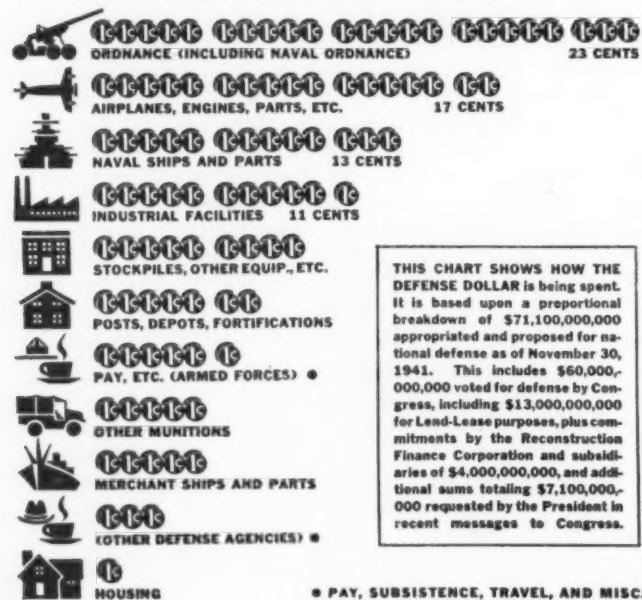 ORDNANCE (INCLUDING NAVAL ORDNANCE) 23 CENTS
AIRPLANES, ENGINES, PARTS, ETC. 17 CENTS
NAVAL SHIPS AND PARTS 13 CENTS
INDUSTRIAL FACILITIES 11 CENTS
STOCKPILES, OTHER EQUIP., ETC.
POSTS, DEPOTS, FORTIFICATIONS
PAY, ETC. (ARMED FORCES) •
OTHER MUNITIONS
MERCHANT SHIPS AND PARTS
(OTHER DEFENSE AGENCIES) •
HOUSING
THIS CHART SHOWS HOW THE
DEFENSE DOLLAR is being spent.
It is based upon a proportional
breakdown of $71,100,000,000
appropriated and proposed for na-
tional defense as of November 30,
1941. This includes $60,000,-
000,000 voted for defense by Con-
gress, including $13,000,000,000
for Lend-Lease purposes, plus com-
mitments by the Reconstruction
Finance Corporation and subsidi-
aries of $4,000,000,000, and addi-
tional sums totaling $7,100,000,-
000 requested by the President in
recent messages to Congress.
• PAY, SUBSISTENCE, TRAVEL, AND MISC